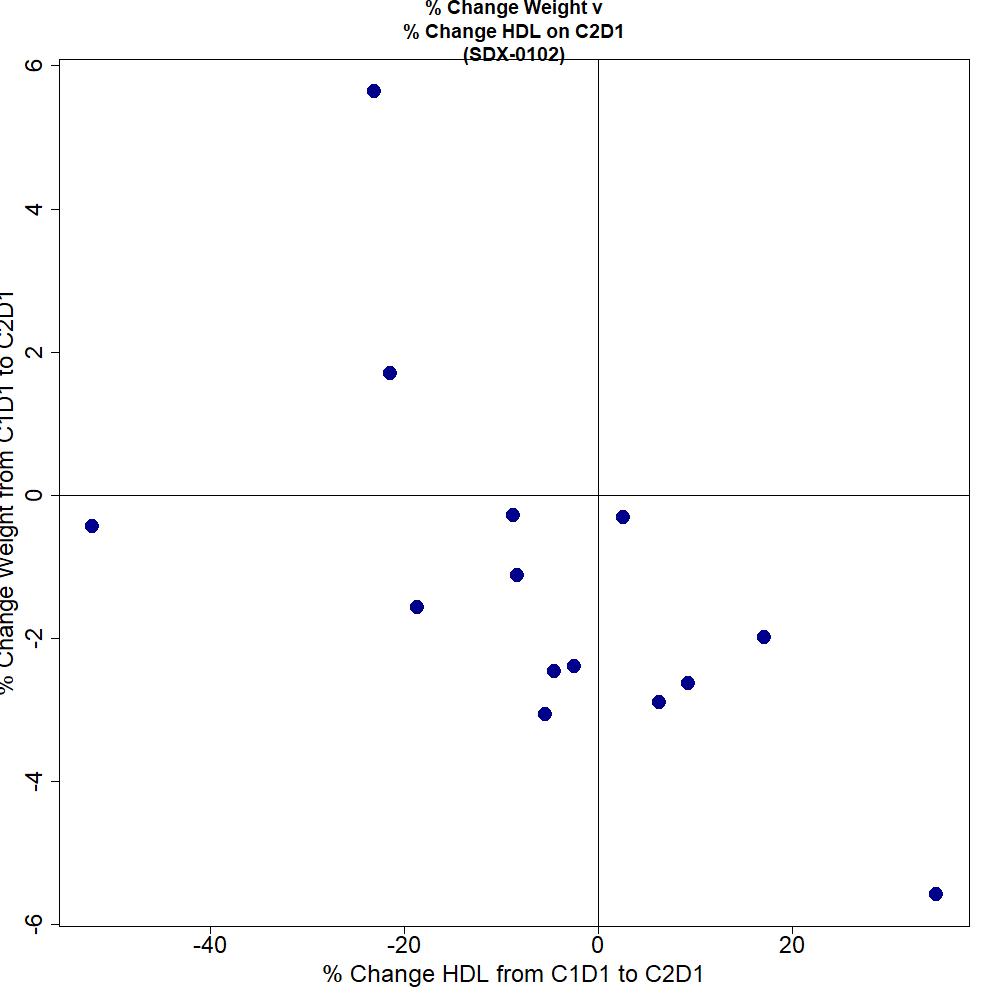 % Change Weight v
% Change HDL on C2D1
(SDX-0102)
6
4
2
0
-2
-4
-6
% Change Weight from C1D1 to C2D1
-40
-20
0
20
% Change HDL from C1D1 to C2D1